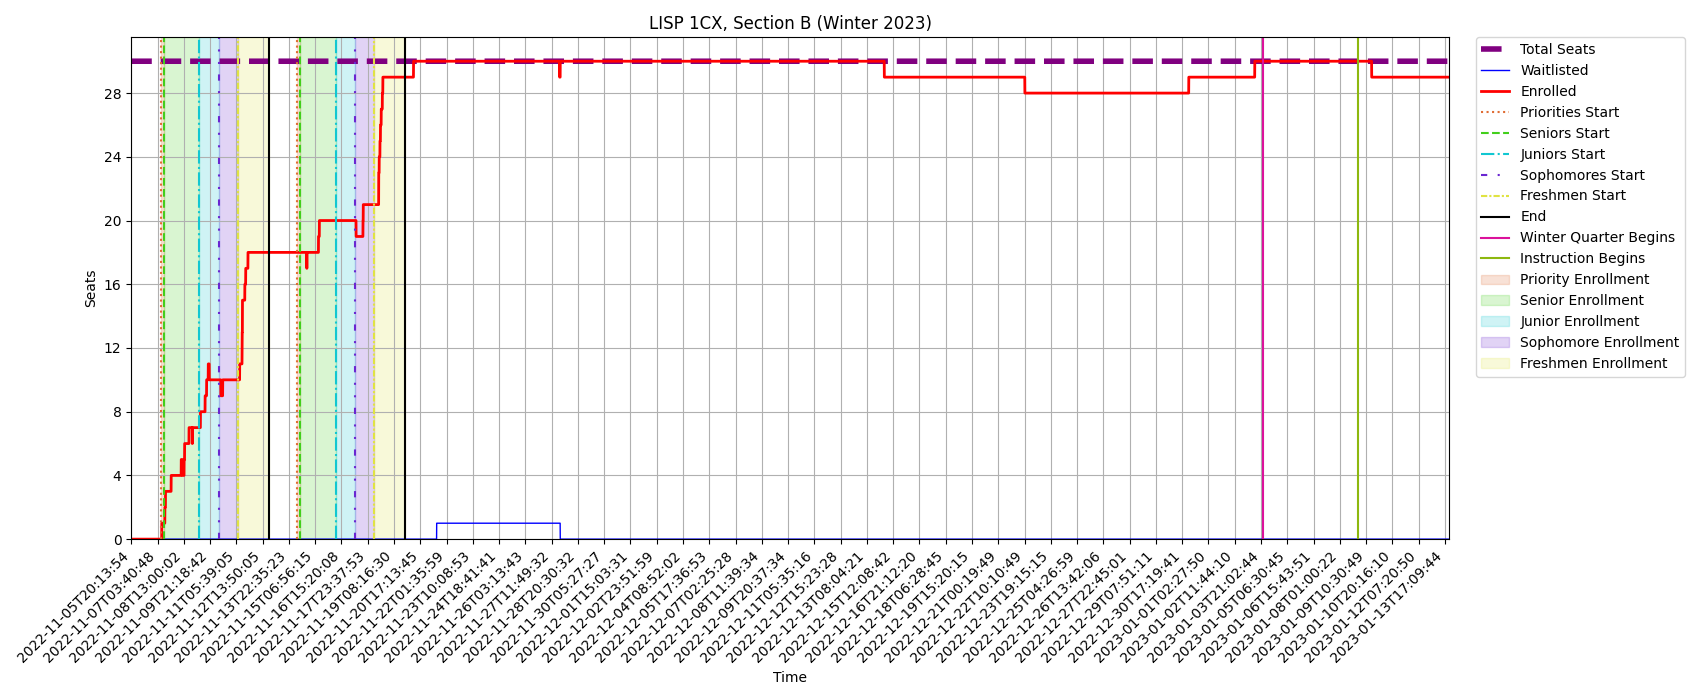 LISP 1CX, Section B (Winter 2023)
Total Seats
Waitlisted
Enrolled
Priorities Start
Seniors Start
Juniors Start
Sophomores Start
Freshmen Start
End
Winter Quarter Begins
Instruction Begins
Priority Enrollment
Senior Enrollment
Junior Enrollment
Sophomore Enrollment
Freshmen Enrollment
Seats
28
24
20
16
12
8
4
0
2022-11-05T20:13:54
2022-11-07T03:40:48
2022-11-08T13:00:02
2022-11-09T21:18:42
2022-11-11T05:39:05
2022-11-12T13:50:05
2022-11-13T22:35:23
2022-11-15T06:56:15
2022-11-16T15:20:08
2022-11-17T23:37:53
2022-11-19T08:16:30
2022-11-20T17:13:45
2022-11-22T01:35:59
2022-11-23T10:08:53
2022-11-24T18:41:41
2022-11-26T03:13:43
2022-11-27T11:49:32
2022-11-28T20:30:32
2022-11-30T05:27:27
2022-12-01T15:03:31
2022-12-02T23:51:59
2022-12-04T08:52:02
2022-12-05T17:36:53
2022-12-07T02:25:28
2022-12-08T11:39:34
2022-12-09T20:37:34
2022-12-11T05:35:16
2022-12-12T15:23:28
2022-12-13T08:04:21
2022-12-15T12:08:42
2022-12-16T21:12:20
2022-12-18T06:28:45
2022-12-19T15:20:15
2022-12-21T00:19:49
2022-12-22T10:10:49
2022-12-23T19:15:15
2022-12-25T04:26:59
2022-12-26T13:42:06
2022-12-27T22:45:01
2022-12-29T07:51:11
2022-12-30T17:19:41
2023-01-01T02:27:50
2023-01-02T11:44:10
2023-01-03T21:02:44
2023-01-05T06:30:45
2023-01-06T15:43:51
2023-01-08T01:00:22
2023-01-09T10:30:49
2023-01-10T20:16:10
2023-01-12T07:20:50
2023-01-13T17:09:44
Time